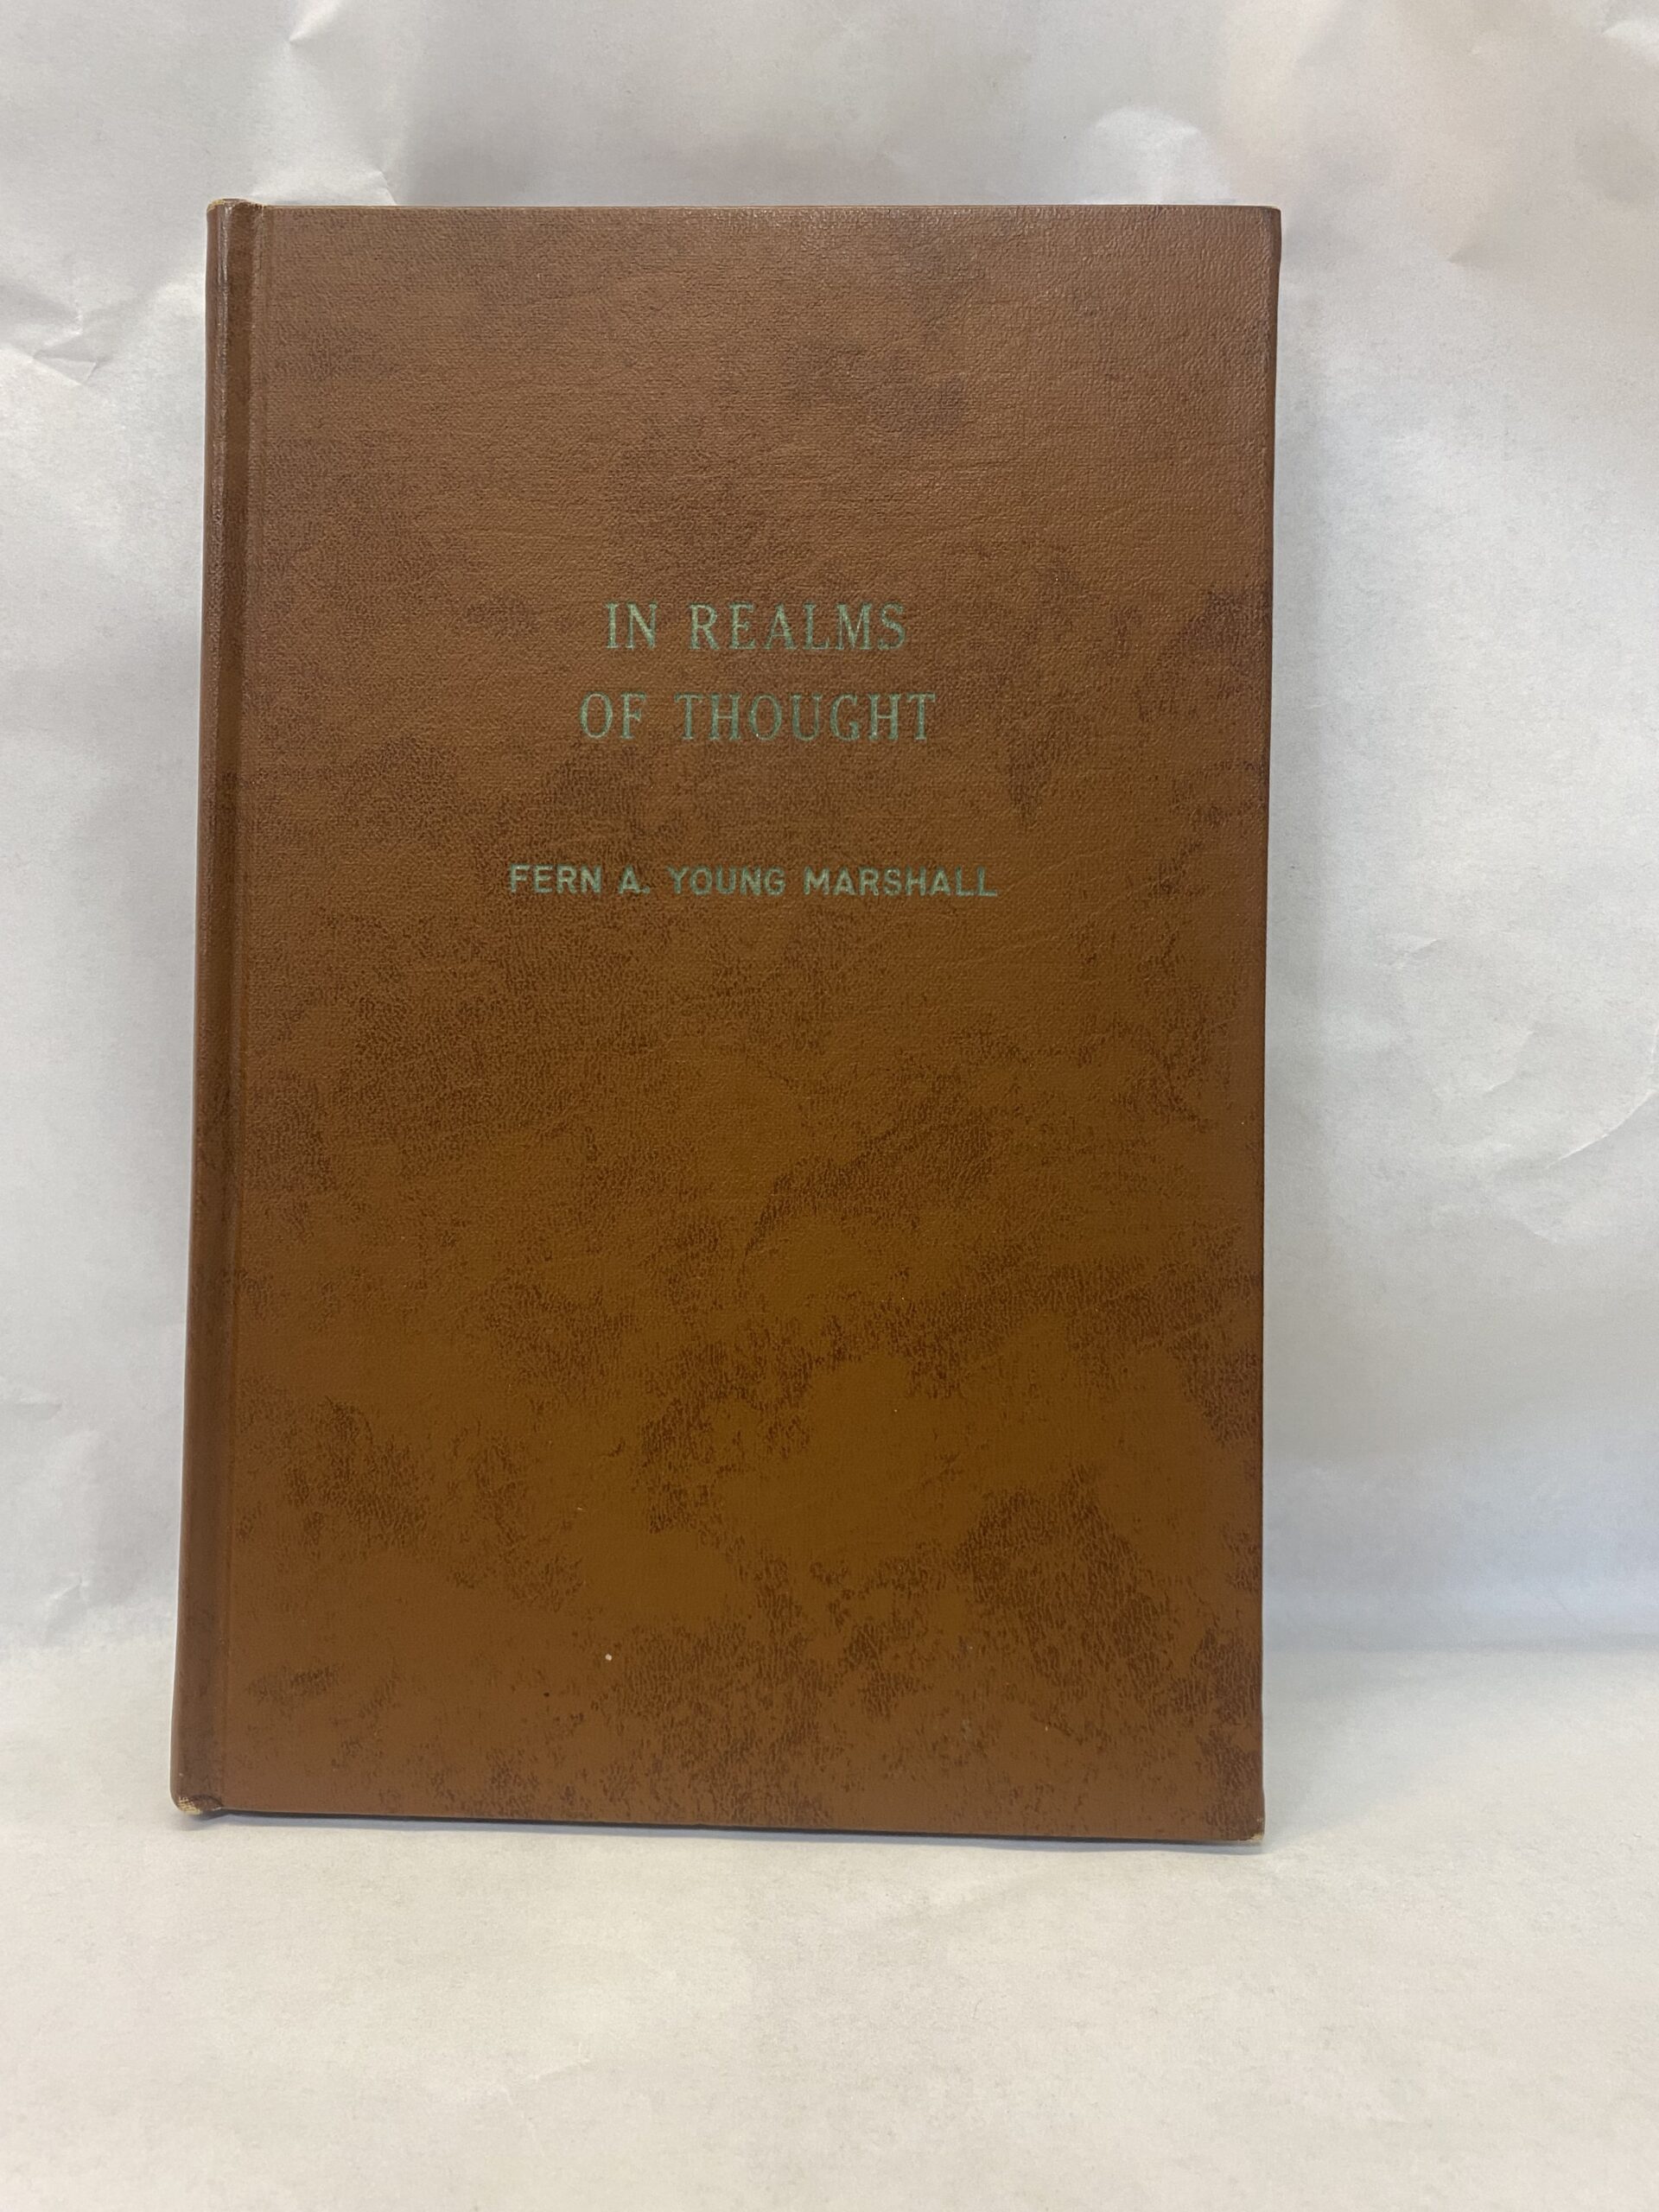 IN REALMS
OF THOUGHT
FERN A. YOUNG MARSHALL